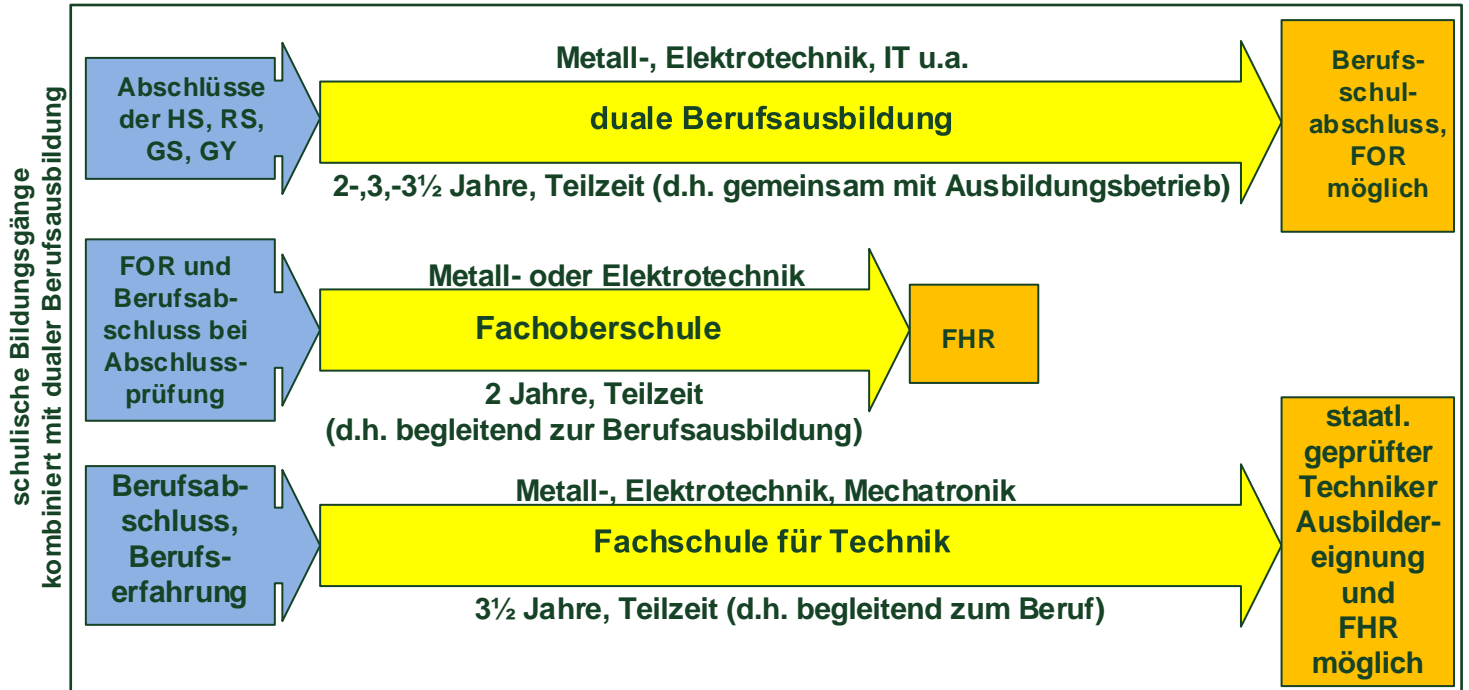 schulische Bildungsgänge
kombiniert mit dualer Berufsausbildung
Abschlüsse
der HS, RS,
GS, GY
Metall-, Elektrotechnik, IT u.a.
duale Berufsausbildung
2-,3,-3½ Jahre, Teilzeit (d.h. gemeinsam mit Ausbildungsbetrieb)
Berufs-
schul-
abschluss,
FOR
möglich
FOR und
Berufsab-
schluss bei
Abschluss-
prüfung
Metall- oder Elektrotechnik
Fachoberschule
2 Jahre, Teilzeit
(d.h. begleitend zur Berufsausbildung)
FHR
Berufsab-
schluss,
Berufs-
erfahrung
Metall-, Elektrotechnik, Mechatronik
Fachschule für Technik
3½ Jahre, Teilzeit (d.h. begleitend zum Beruf)
staatl.
geprüfter
Techniker
Ausbilder-
eignung
und
FHR
möglich